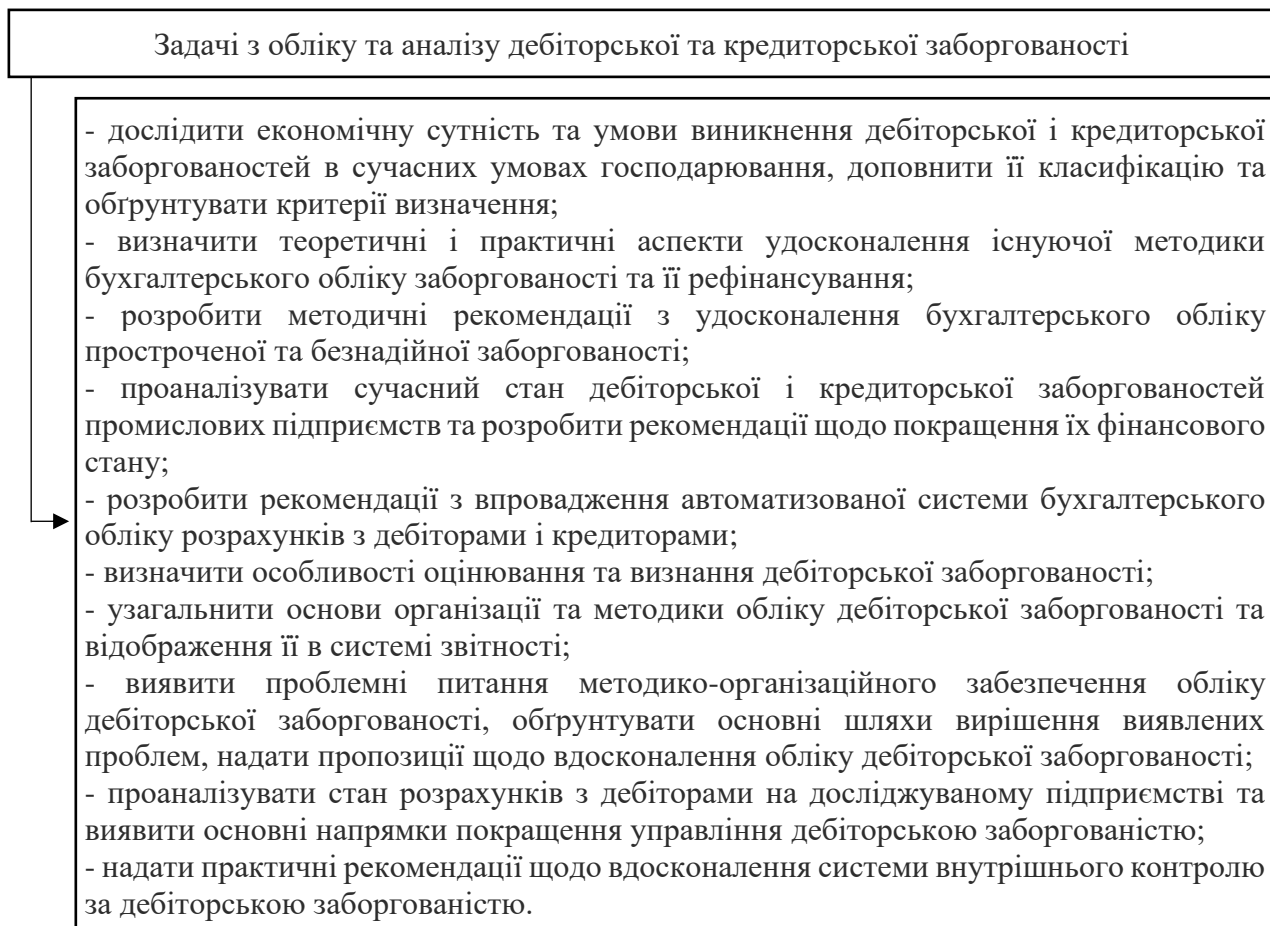 Задачі з обліку та аналізу дебіторської та кредиторської заборгованості
- дослідити економічну сутність та умови виникнення дебіторської і кредиторської
заборгованостей в сучасних умовах господарювання, доповнити її класифікацію та
обґрунтувати критерії визначення;
- визначити теоретичні і практичні аспекти удосконалення існуючої методики
бухгалтерського обліку заборгованості та її рефінансування;
- розробити методичні рекомендації з удосконалення бухгалтерського обліку
простроченої та безнадійної заборгованості;
- проаналізувати сучасний стан дебіторської і кредиторської заборгованостей
промислових підприємств та розробити рекомендації щодо покращення їх фінансового
стану;
- розробити рекомендації з впровадження автоматизованої системи бухгалтерського
обліку розрахунків з дебіторами і кредиторами;
- визначити особливості оцінювання та визнання дебіторської заборгованості;
- узагальнити основи організації та методики обліку дебіторської заборгованості та
відображення її в системі звітності;
- виявити проблемні питання методико-організаційного забезпечення обліку
дебіторської заборгованості, обґрунтувати основні шляхи вирішення виявлених
проблем, надати пропозиції щодо вдосконалення обліку дебіторської заборгованості;
- проаналізувати стан розрахунків з дебіторами на досліджуваному підприємстві та
виявити основні напрямки покращення управління дебіторською заборгованістю;
- надати практичні рекомендації щодо вдосконалення системи внутрішнього контролю
за дебіторською заборгованістю.